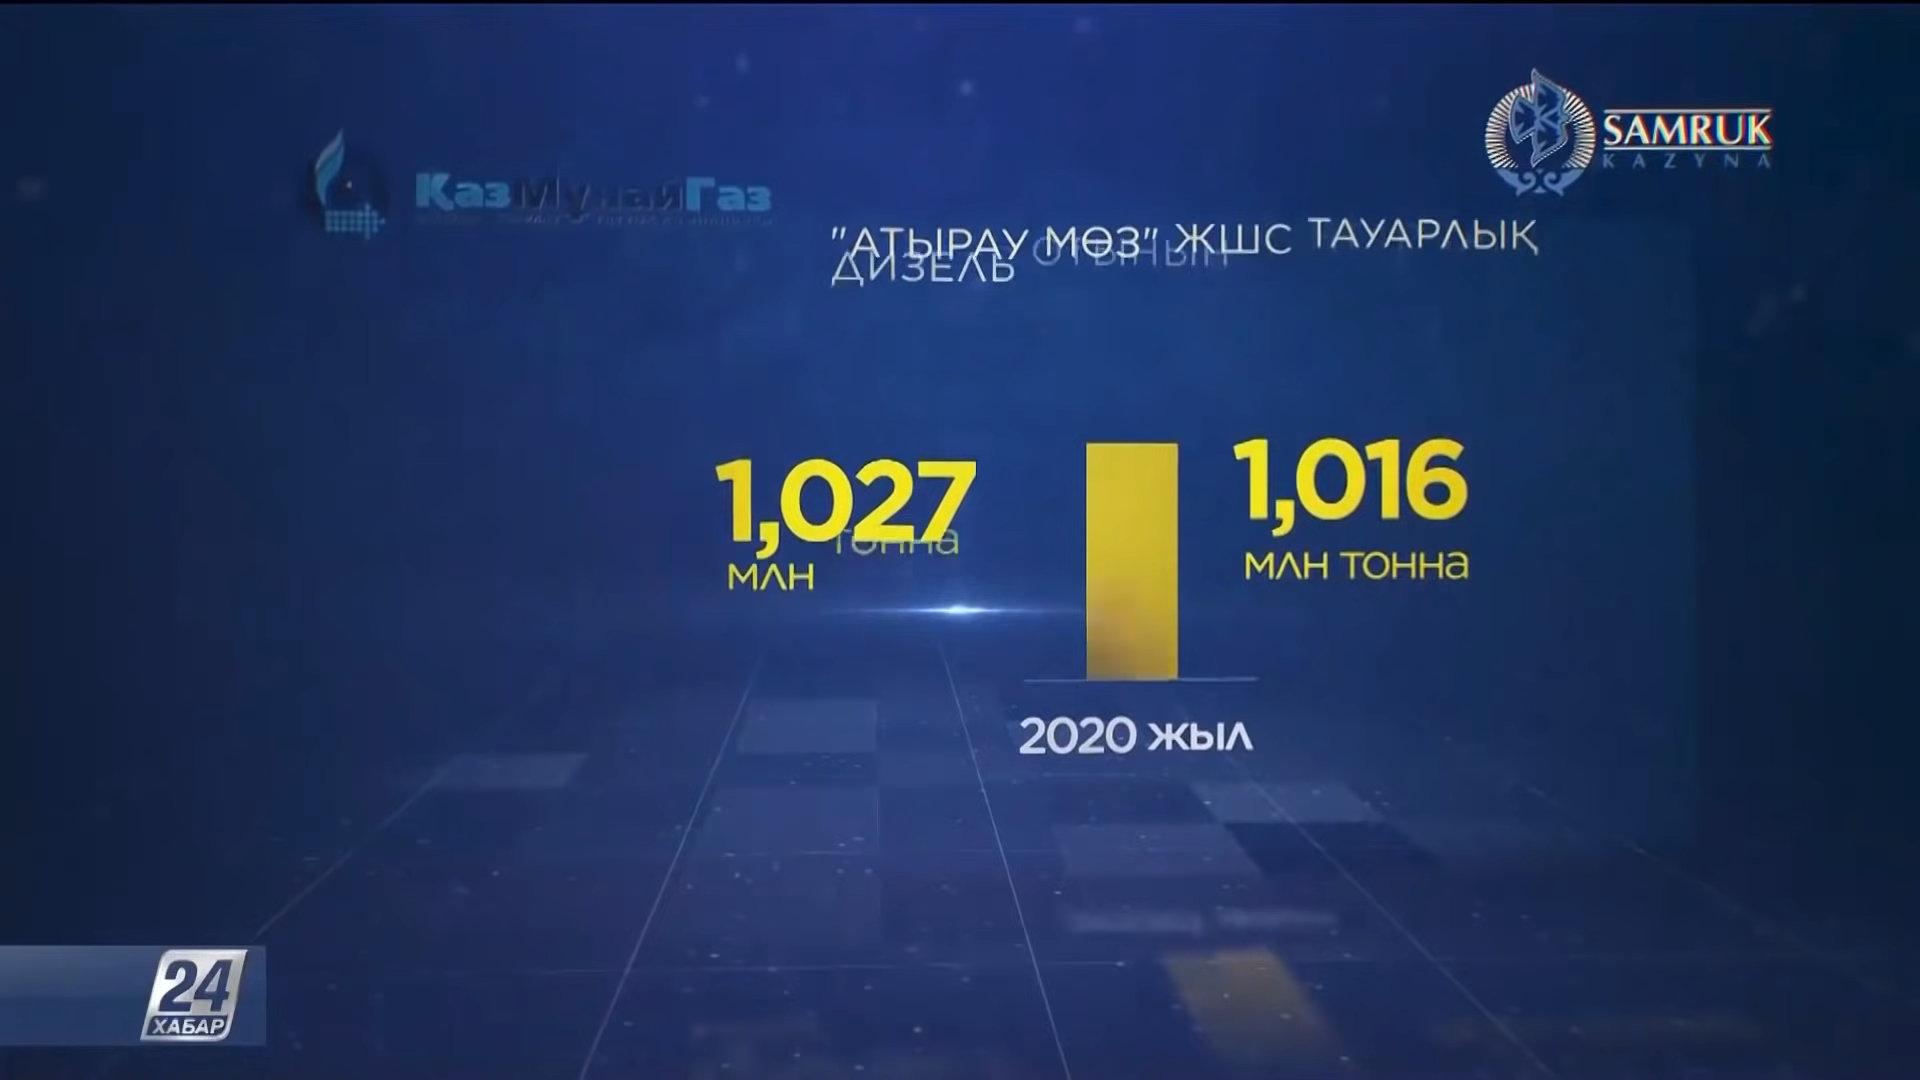 SAMRUK
KAZYNA
ҚазМұнайГаз
"АТЫРАУ МӨЗ" ЖШС ТАУАРЛЫҚ
ДИЗЕЛЬ ОТЫНЫН
1,027
МЛН тонна
1,016
МЛН ТОННА
2020 ЖЫЛ
24
ХАБАР